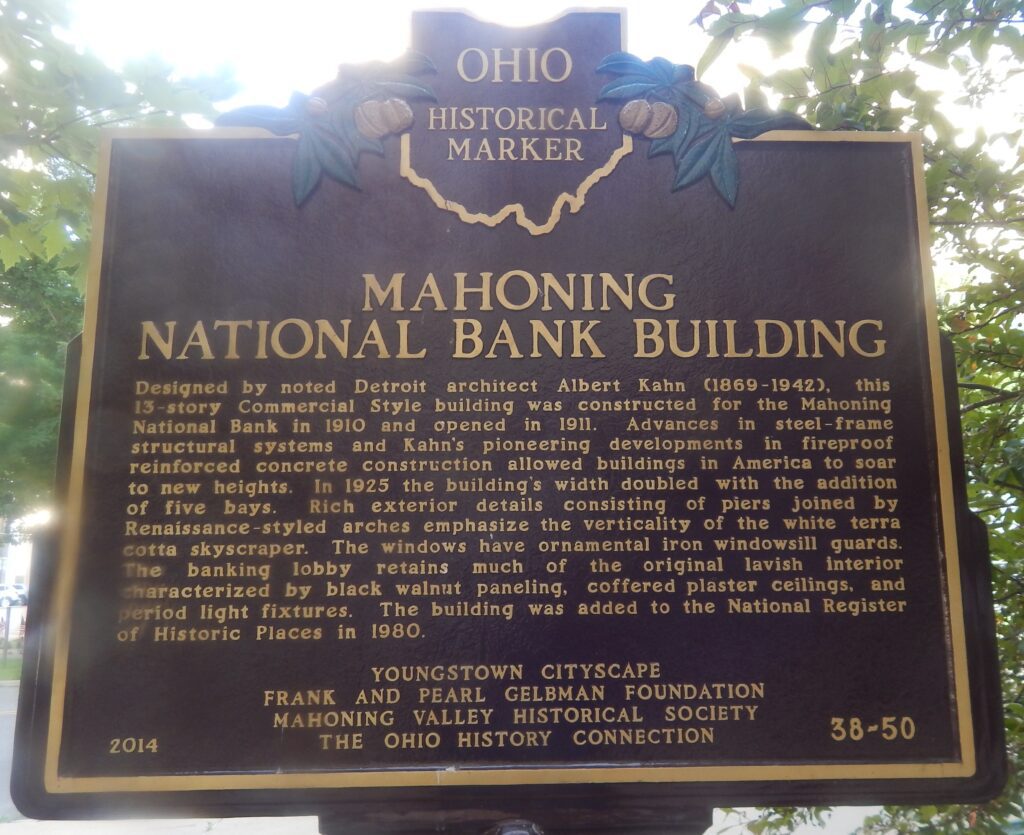 OHIO
HISTORICAL
MARKER
MAHONING
NATIONAL BANK BUILDING
Designed by noted Detroit architect Albert Kahn (1869-1942), this
13-story Commercial Style building was constructed for the Mahoning
National Bank in 1910 and opened in 1911. Advances in steel-frame
structural systems and Kahn's pioneering developments in fireproof
reinforced concrete construction allowed buildings in America to soar
to new heights. In 1925 the building's width doubled with the addition
of five bays. Rich exterior details consisting of piers joined by
Renaissance-styled arches emphasize the verticality of the white terra
cotta skyscraper. The windows have ornamental iron windowsill guards.
The banking lobby retains much of the original lavish interior
characterized by black walnut paneling, coffered plaster ceilings, and
period light fixtures. The building was added to the National Register
of Historic Places in 1980.
YOUNGSTOWN CITYSCAPE
FRANK AND PEARL GELBMAN FOUNDATION
MAHONING VALLEY HISTORICAL SOCIETY
THE OHIO HISTORY CONNECTION
2014
38-50